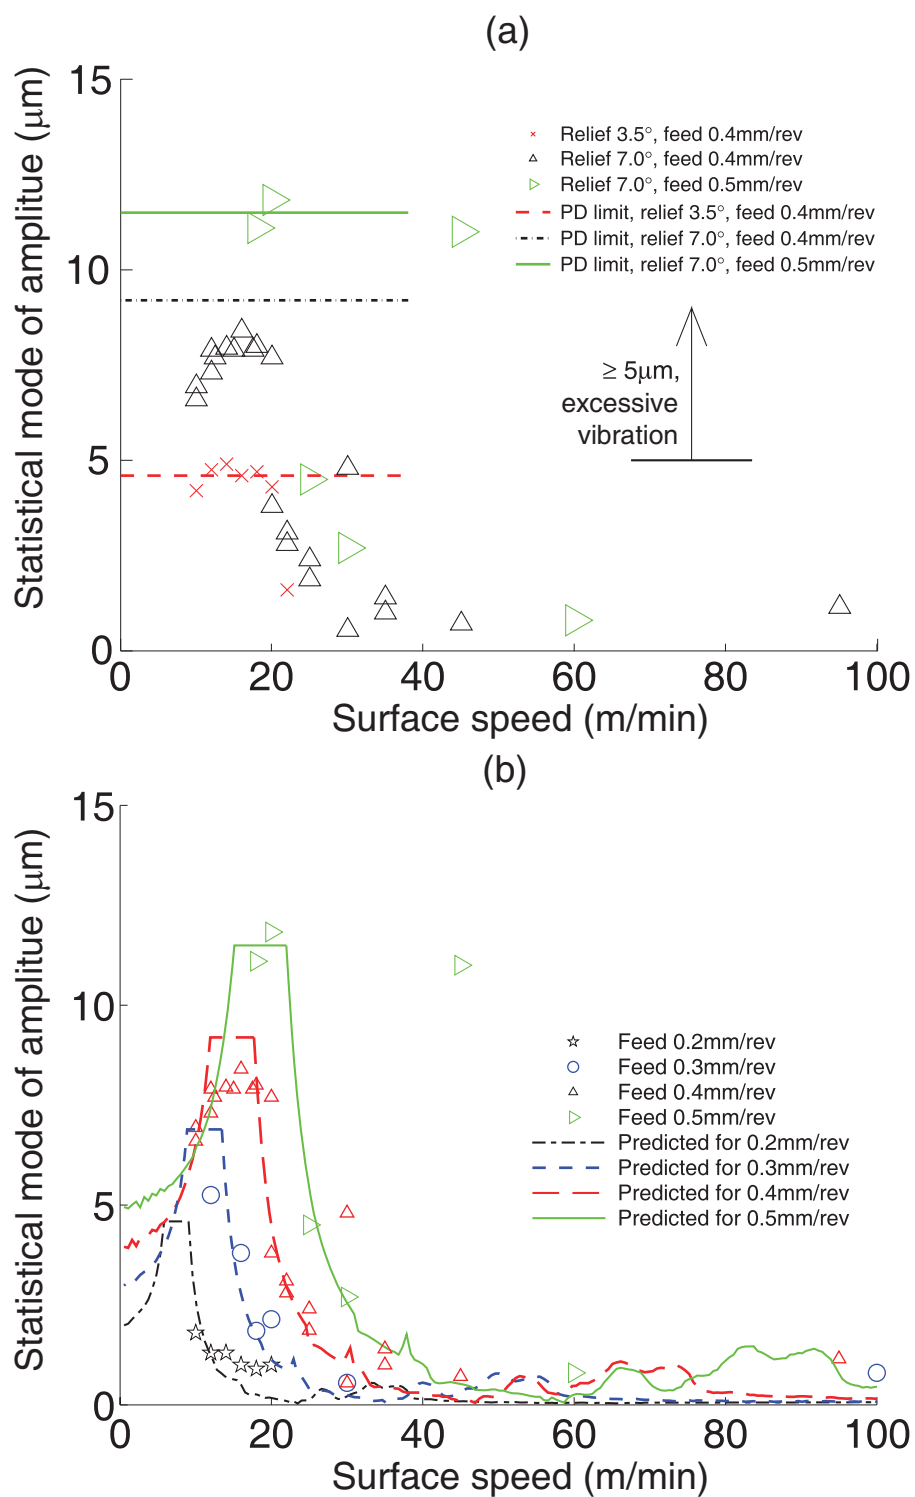 (a)
Statistical mode of amplitue (μm)
15
10
5
0
Relief 3.5°, feed 0.4mm/rev
Relief 7.0°, feed 0.4mm/rev
Relief 7.0°, feed 0.5mm/rev
PD limit, relief 3.5°, feed 0.4mm/rev
PD limit, relief 7.0°, feed 0.4mm/rev
PD limit, relief 7.0°, feed 0.5mm/rev
≥ 5μm,
excessive
vibration
0 20 40 60 80 100
Surface speed (m/min)
(b)
Statistical mode of amplitue (μm)
15
10
5
0
Feed 0.2mm/rev
Feed 0.3mm/rev
Feed 0.4mm/rev
Feed 0.5mm/rev
Predicted for 0.2mm/rev
Predicted for 0.3mm/rev
Predicted for 0.4mm/rev
Predicted for 0.5mm/rev
0 20 40 60 80 100
Surface speed (m/min)